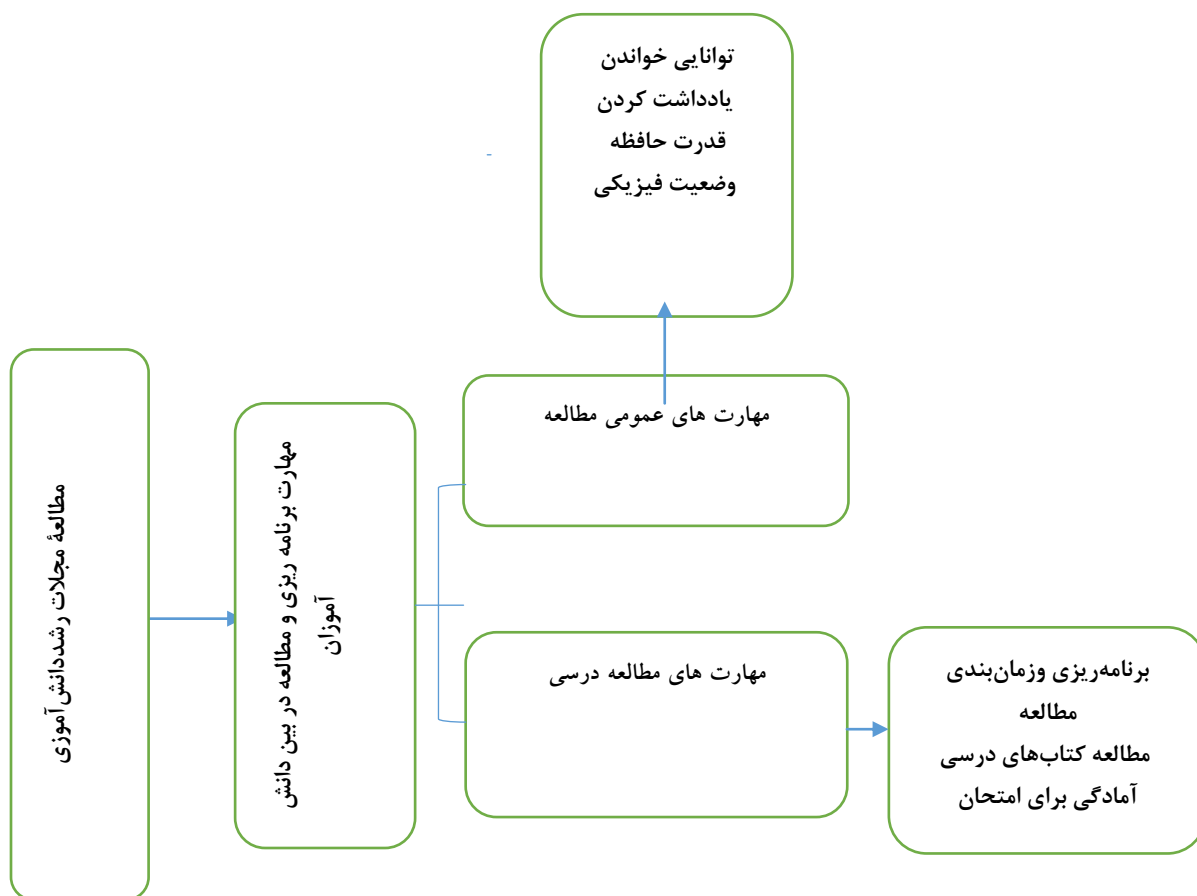 توانایی خواندن
یادداشت کردن
قدرت حافظه
وضعیت فیزیکی
مهارت های عمومی مطالعه
مطالعهٔ مجلات رشددانش آموزی
مهارت برنامه ریزی و مطالعه در بین دانش
آموزان
مهارت های مطالعه درسی
برنامه‌ریزی وزمان‌بندی
مطالعه
مطالعه کتاب‌های درسی
آمادگی برای امتحان